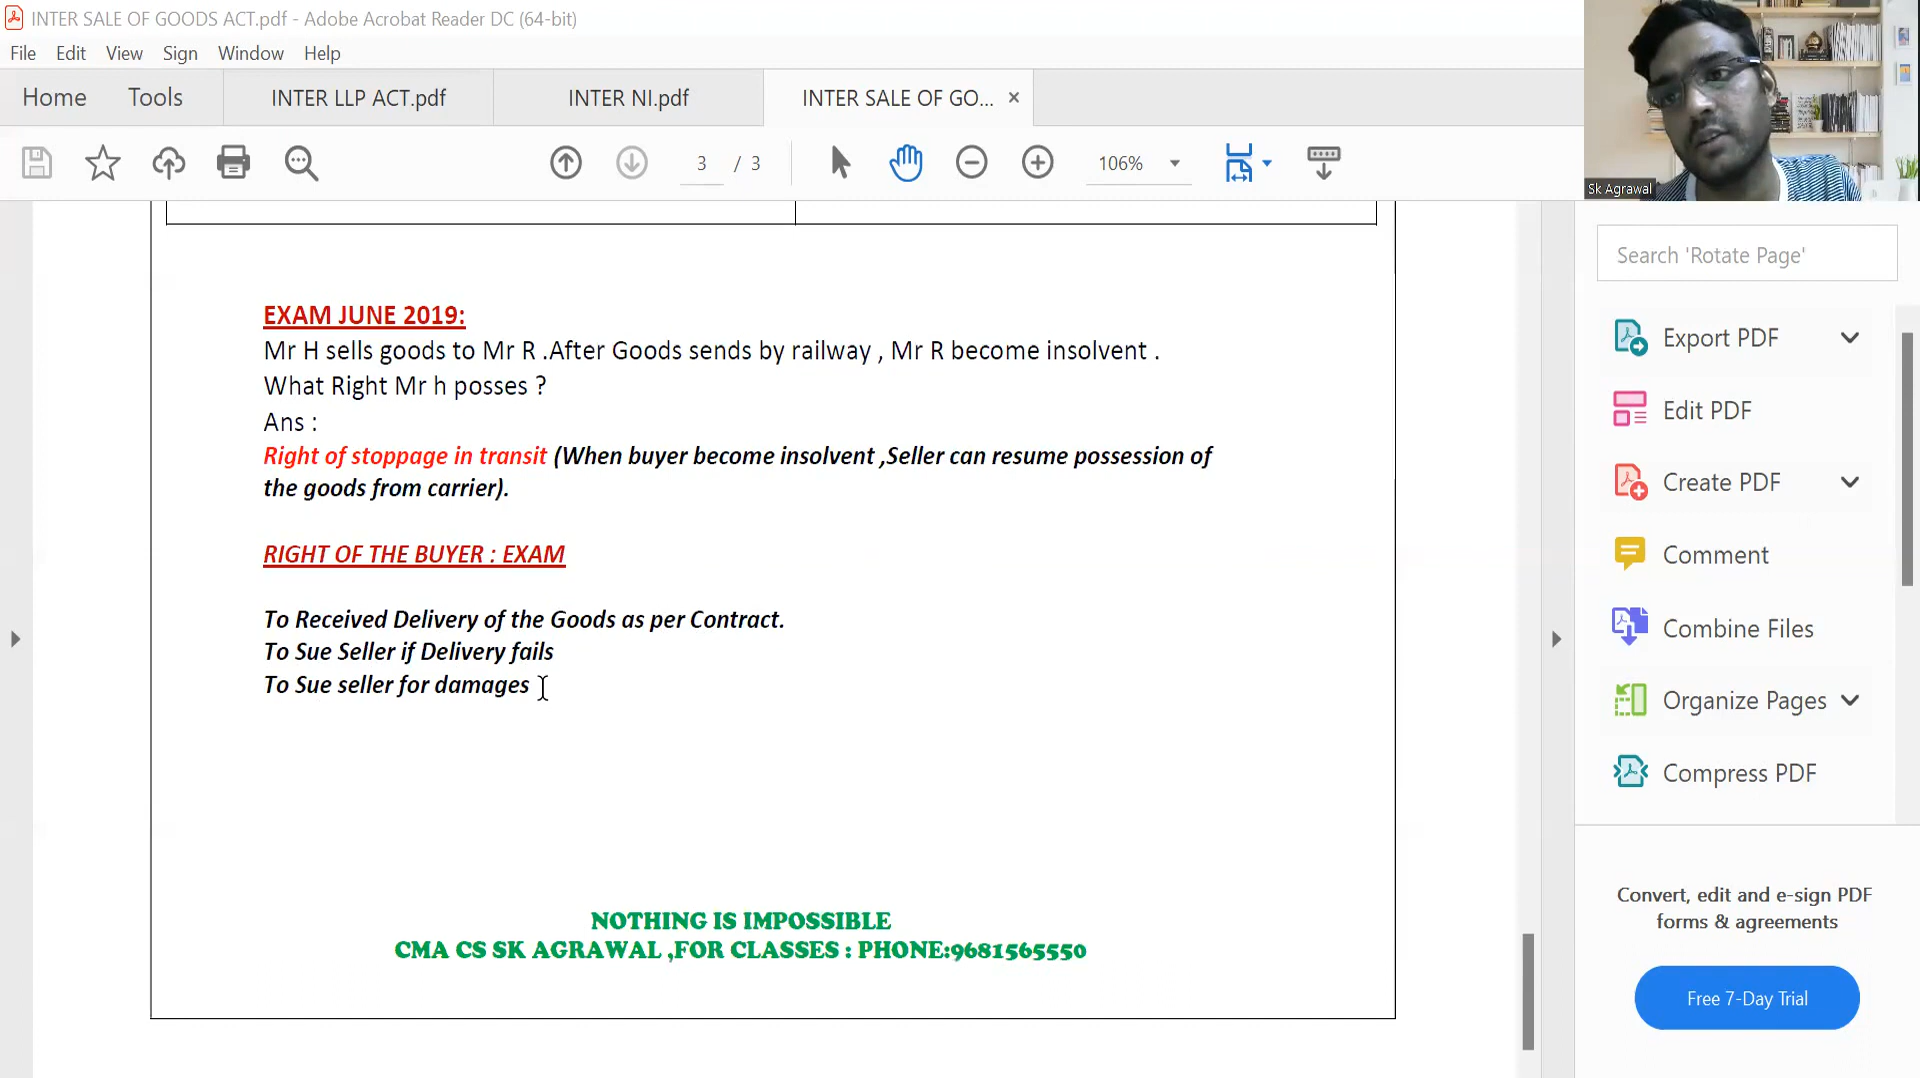 INTER SALE OF GOODS ACT.pdf - Adobe Acrobat Reader DC (64-bit)
File Edit View Sign Window Help
Home Tools INTER LLP ACT.pdf INTER NI.pdf INTER SALE OF GO... ×
3 / 3 106%
Sk Agrawal
Search 'Rotate Page'
EXAM JUNE 2019:
Mr H sells goods to Mr R .After Goods sends by railway , Mr R become insolvent .
What Right Mr h posses ?
Ans :
Right of stoppage in transit (When buyer become insolvent ,Seller can resume possession of
the goods from carrier).
RIGHT OF THE BUYER : EXAM
To Received Delivery of the Goods as per Contract.
To Sue Seller if Delivery fails
To Sue seller for damages
NOTHING IS IMPOSSIBLE
CMA CS SK AGRAWAL ,FOR CLASSES : PHONE:9681565550
Export PDF
Edit PDF
Create PDF
Comment
Combine Files
Organize Pages
Compress PDF
Convert, edit and e-sign PDF
forms & agreements
Free 7-Day Trial